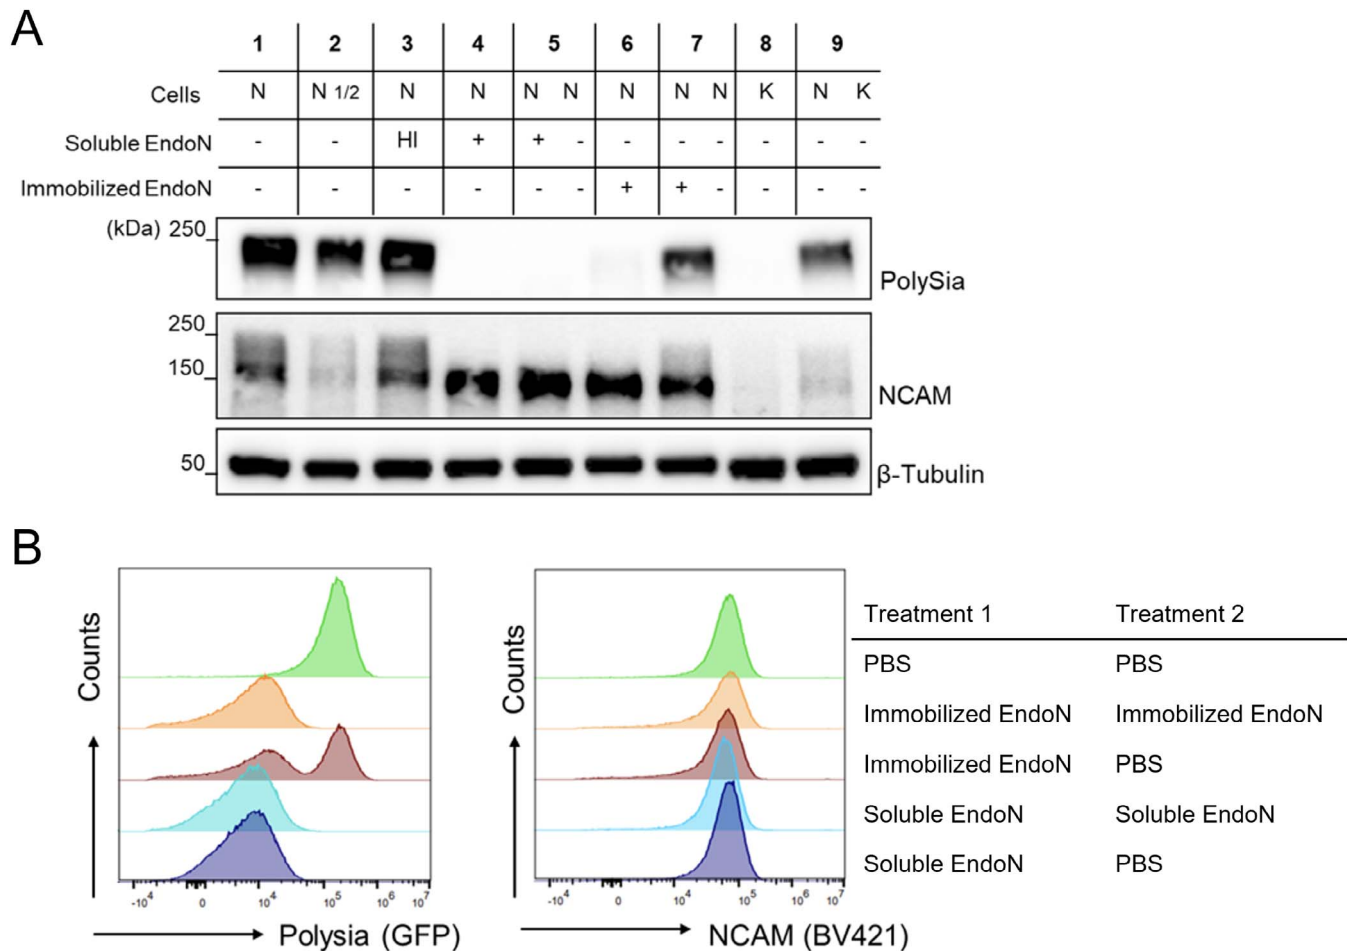 A
1 2 3 4 5 6 7 8 9
Cells N N 1/2 N N N N N N N K N K
Soluble EndoN - - HI + + - - - - - - -
Immobilized EndoN - - - - - - + + - - - -
(kDa) 250
PolySia
250
150
NCAM
50
β-Tubulin
B
Counts
-10⁴ 0 10⁴ 10⁵ 10⁶ 10⁷
Polysia (GFP)
Counts
-10⁴ 0 10⁴ 10⁵ 10⁶ 10⁷
NCAM (BV421)
Treatment 1 Treatment 2
PBS PBS
Immobilized EndoN Immobilized EndoN
Immobilized EndoN PBS
Soluble EndoN Soluble EndoN
Soluble EndoN PBS